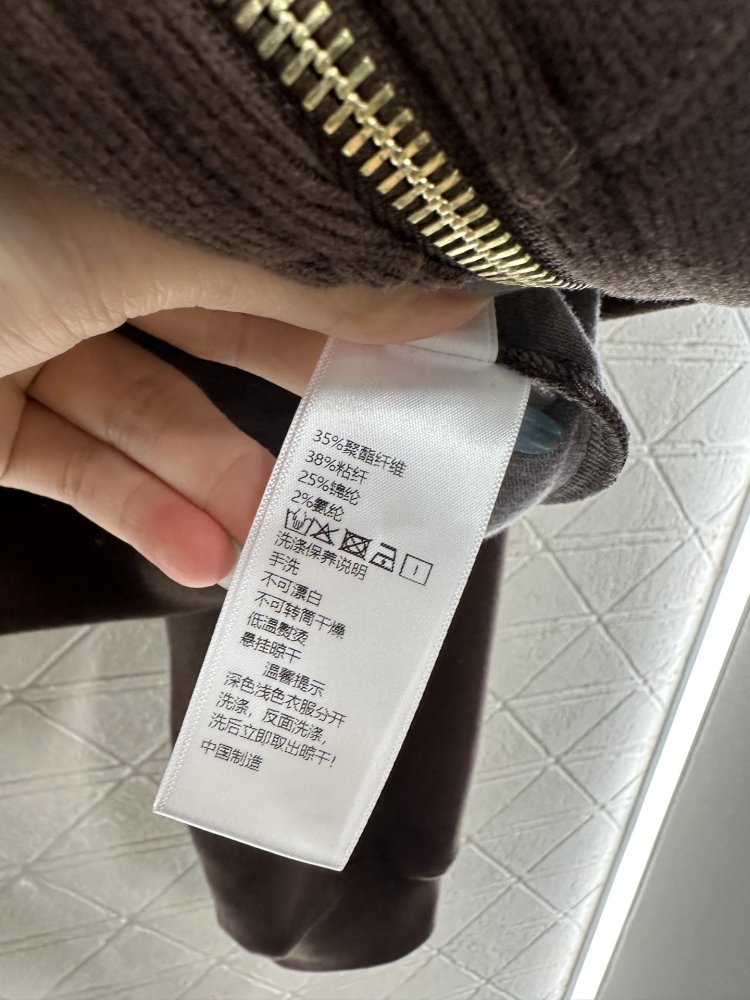 35%聚酯纤维
38%粘纤
25%锦纶
2%氨纶
洗涤保养说明
手洗
不可漂白
不可转筒干燥
低温熨烫
悬挂晾干
温馨提示
深色浅色衣服分开
洗涤，反面洗涤，
洗后立即取出晾干！
中国制造